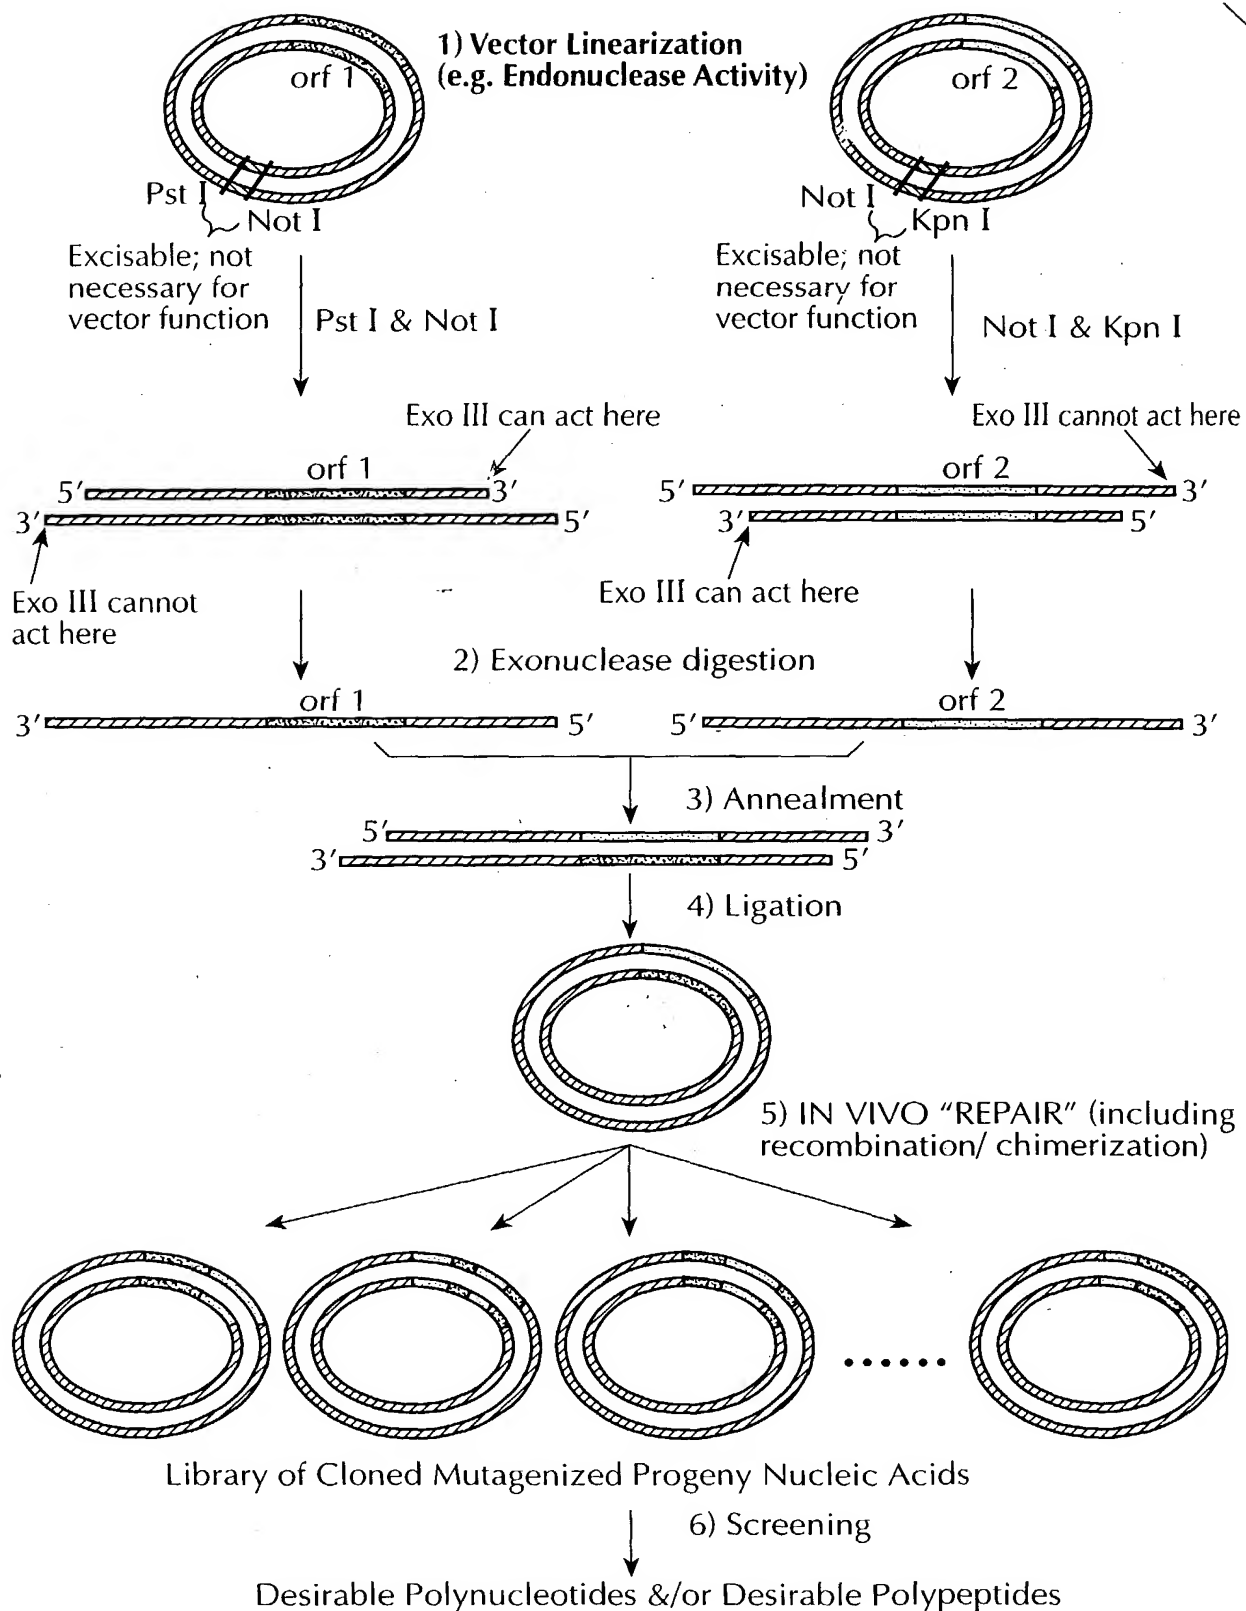 1) Vector Linearization
(e.g. Endonuclease Activity)
orf 1
orf 2
Pst I
Not I
Not I
Kpn I
Excisable; not
necessary for
vector function
Excisable; not
necessary for
vector function
Pst I & Not I
Not I & Kpn I
Exo III can act here
Exo III cannot act here
orf 1
orf 2
5′
3′
5′
3′
3′
5′
3′
5′
Exo III cannot
act here
Exo III can act here
2) Exonuclease digestion
orf 1
orf 2
3′
5′
5′
3′
3) Annealment
5′
3′
3′
5′
4) Ligation
5) IN VIVO “REPAIR” (including
recombination/ chimerization)
......
Library of Cloned Mutagenized Progeny Nucleic Acids
6) Screening
Desirable Polynucleotides &/or Desirable Polypeptides